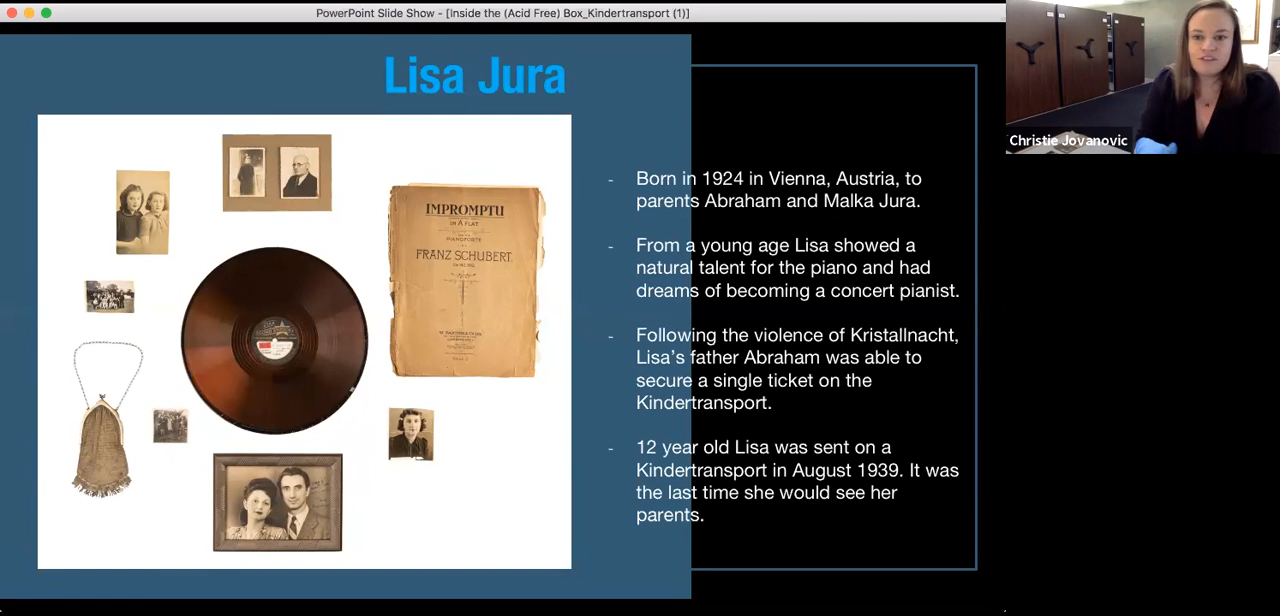 PowerPoint Slide Show - [Inside the (Acid Free) Box_Kindertransport (1)]
Lisa Jura
IMPROMPTU
IN A FLAT
PIANOFORTE
FRANZ SCHUBERT.
- Born in 1924 in Vienna, Austria, to
parents Abraham and Malka Jura.
- From a young age Lisa showed a
natural talent for the piano and had
dreams of becoming a concert pianist.
- Following the violence of Kristallnacht,
Lisa's father Abraham was able to
secure a single ticket on the
Kindertransport.
- 12 year old Lisa was sent on a
Kindertransport in August 1939. It was
the last time she would see her
parents.
Christie Jovanovic